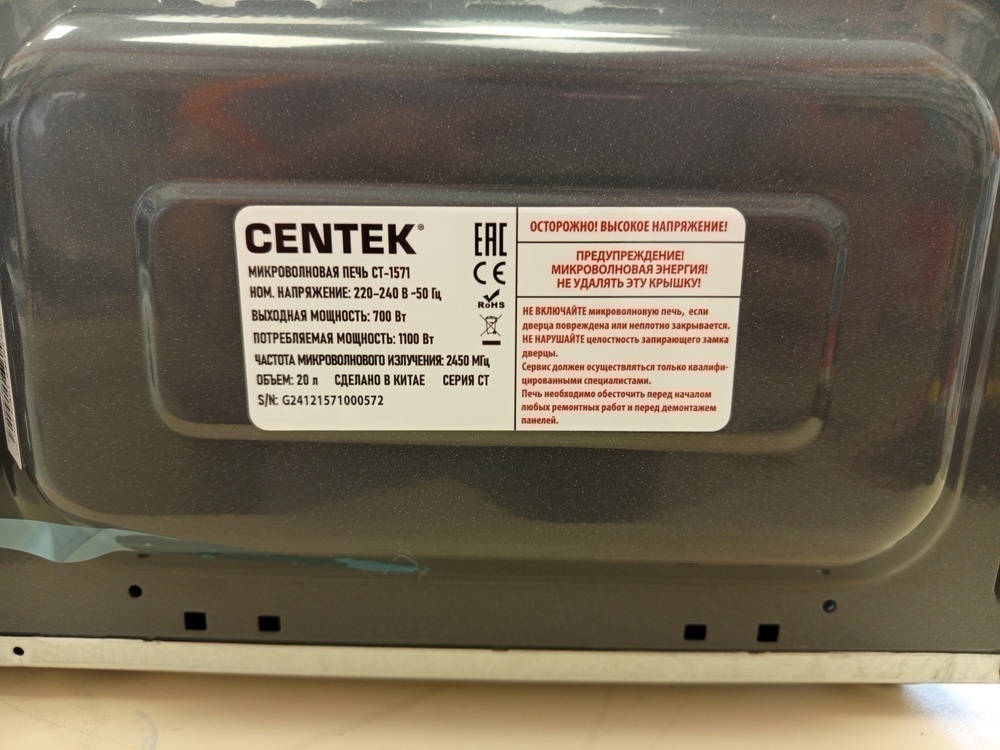 CENTEK®
МИКРОВОЛНОВАЯ ПЕЧЬ CT-1571
НОМ. НАПРЯЖЕНИЕ: 220-240 В ~50 Гц
ВЫХОДНАЯ МОЩНОСТЬ: 700 Вт
ПОТРЕБЛЯЕМАЯ МОЩНОСТЬ: 1100 Вт
ЧАСТОТА МИКРОВОЛНОВОГО ИЗЛУЧЕНИЯ: 2450 МГц
ОБЪЕМ: 20 л СДЕЛАНО В КИТАЕ СЕРИЯ СТ
S/N: G24121571000572
EAC
CE
RoHS
ОСТОРОЖНО! ВЫСОКОЕ НАПРЯЖЕНИЕ!
ПРЕДУПРЕЖДЕНИЕ!
МИКРОВОЛНОВАЯ ЭНЕРГИЯ!
НЕ УДАЛЯТЬ ЭТУ КРЫШКУ!
НЕ ВКЛЮЧАЙТЕ микроволновую печь, если
дверца повреждена или неплотно закрывается.
НЕ НАРУШАЙТЕ целостность запирающего замка
дверцы.
Сервис должен осуществляться только квалифи-
цированными специалистами.
Печь необходимо обесточить перед началом
любых ремонтных работ и перед демонтажем
панелей.